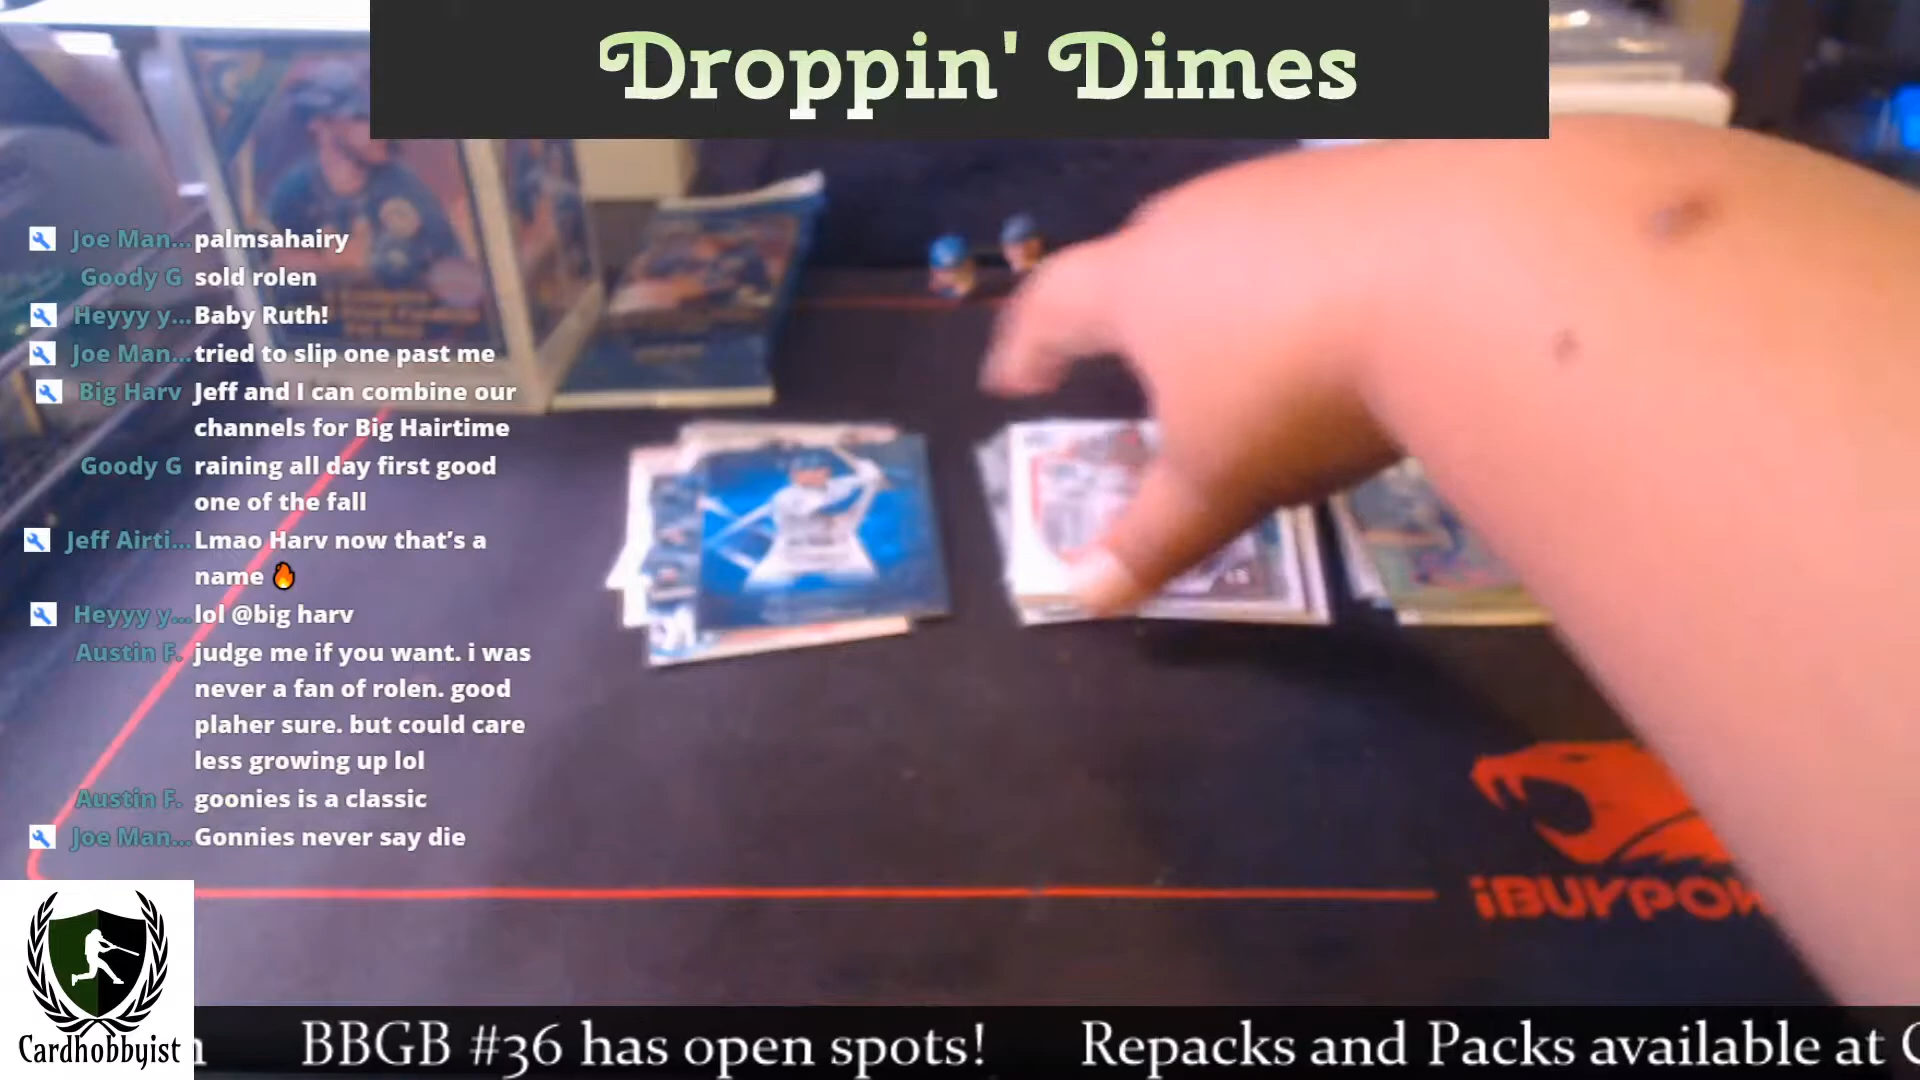 Droppin' Dimes
Joe Man... palmsahairy
Goody G sold rolen
Heyyy y... Baby Ruth!
Joe Man... tried to slip one past me
Big Harv Jeff and I can combine our
channels for Big Hairtime
Goody G raining all day first good
one of the fall
Jeff Airti... Lmao Harv now that’s a
name 🔥
Heyyy y... lol @big harv
Austin F. judge me if you want. i was
never a fan of rolen. good
plaher sure. but could care
less growing up lol
Austin F. goonies is a classic
Joe Man... Gonnies never say die
iBUYPOW
Cardhobbyist
n BBGB #36 has open spots! Repacks and Packs available at C